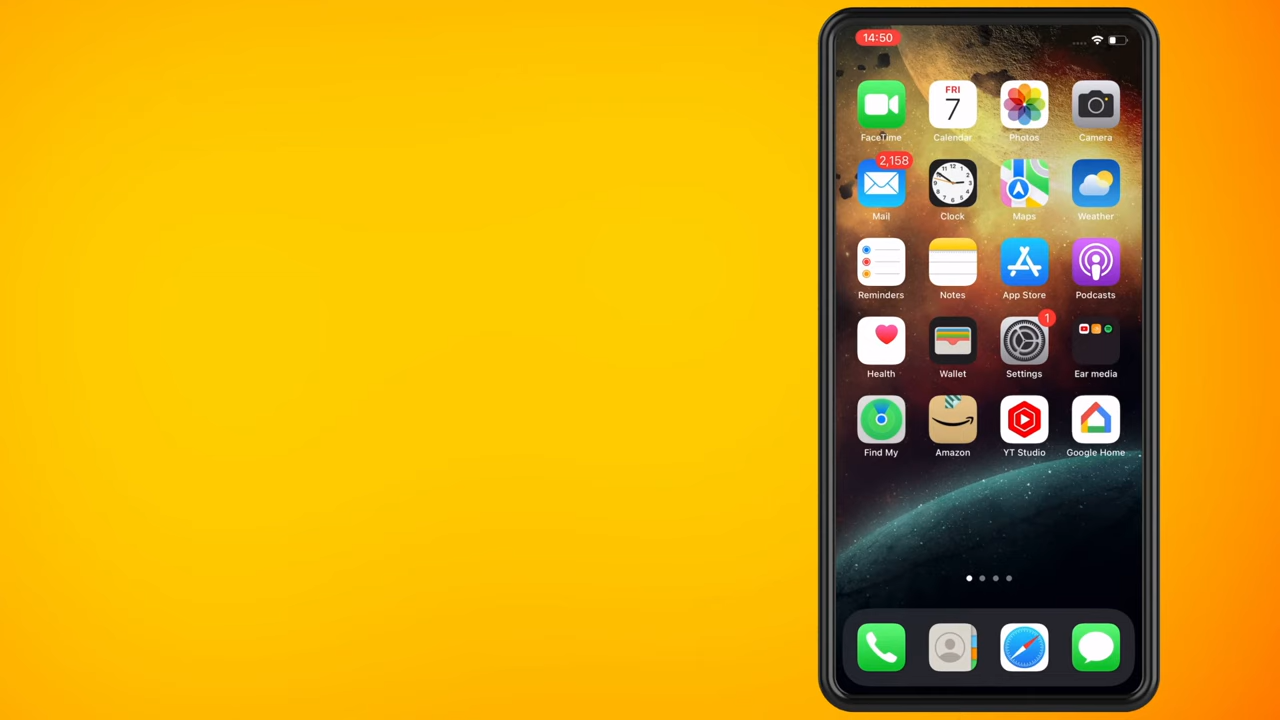 14:50
FRI
7
FaceTime
Calendar
Photos
Camera
2,158
Mail
Clock
Maps
Weather
Reminders
Notes
App Store
Podcasts
1
Health
Wallet
Settings
Ear media
Find My
Amazon
YT Studio
Google Home